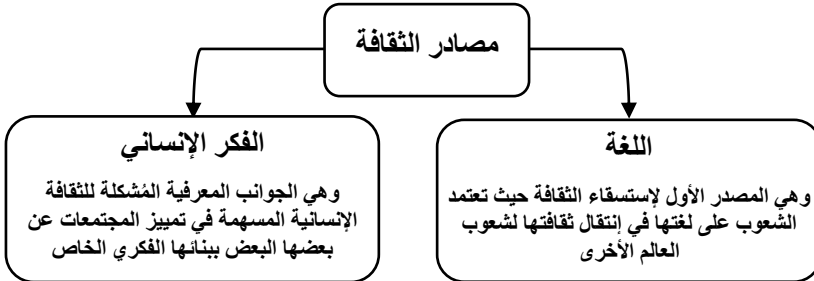 مصادر الثقافة
اللغة
وهي المصدر الأول لإستسقاء الثقافة حيث تعتمد
الشعوب على لغتها في إنتقال ثقافتها لشعوب
العالم الأخرى
الفكر الإنساني
وهي الجوانب المعرفية المُشكلة للثقافة
الإنسانية المسهمة في تمييز المجتمعات عن
بعضها البعض ببنائها الفكري الخاص